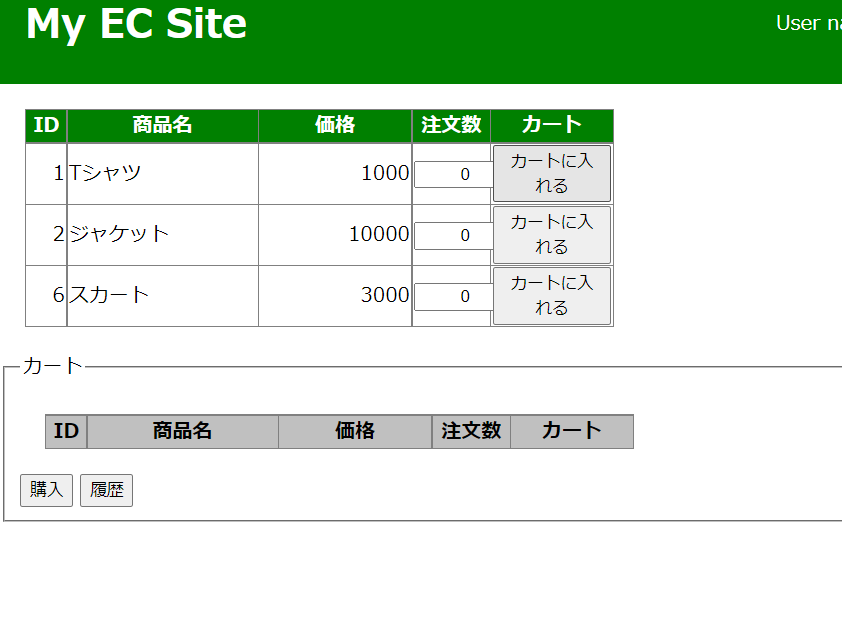 My EC Site
User na
ID 商品名 価格 注文数 カート
1 Tシャツ 1000 0 カートに入
れる
2 ジャケット 10000 0 カートに入
れる
6 スカート 3000 0 カートに入
れる
カート
ID 商品名 価格 注文数 カート
購入 履歴